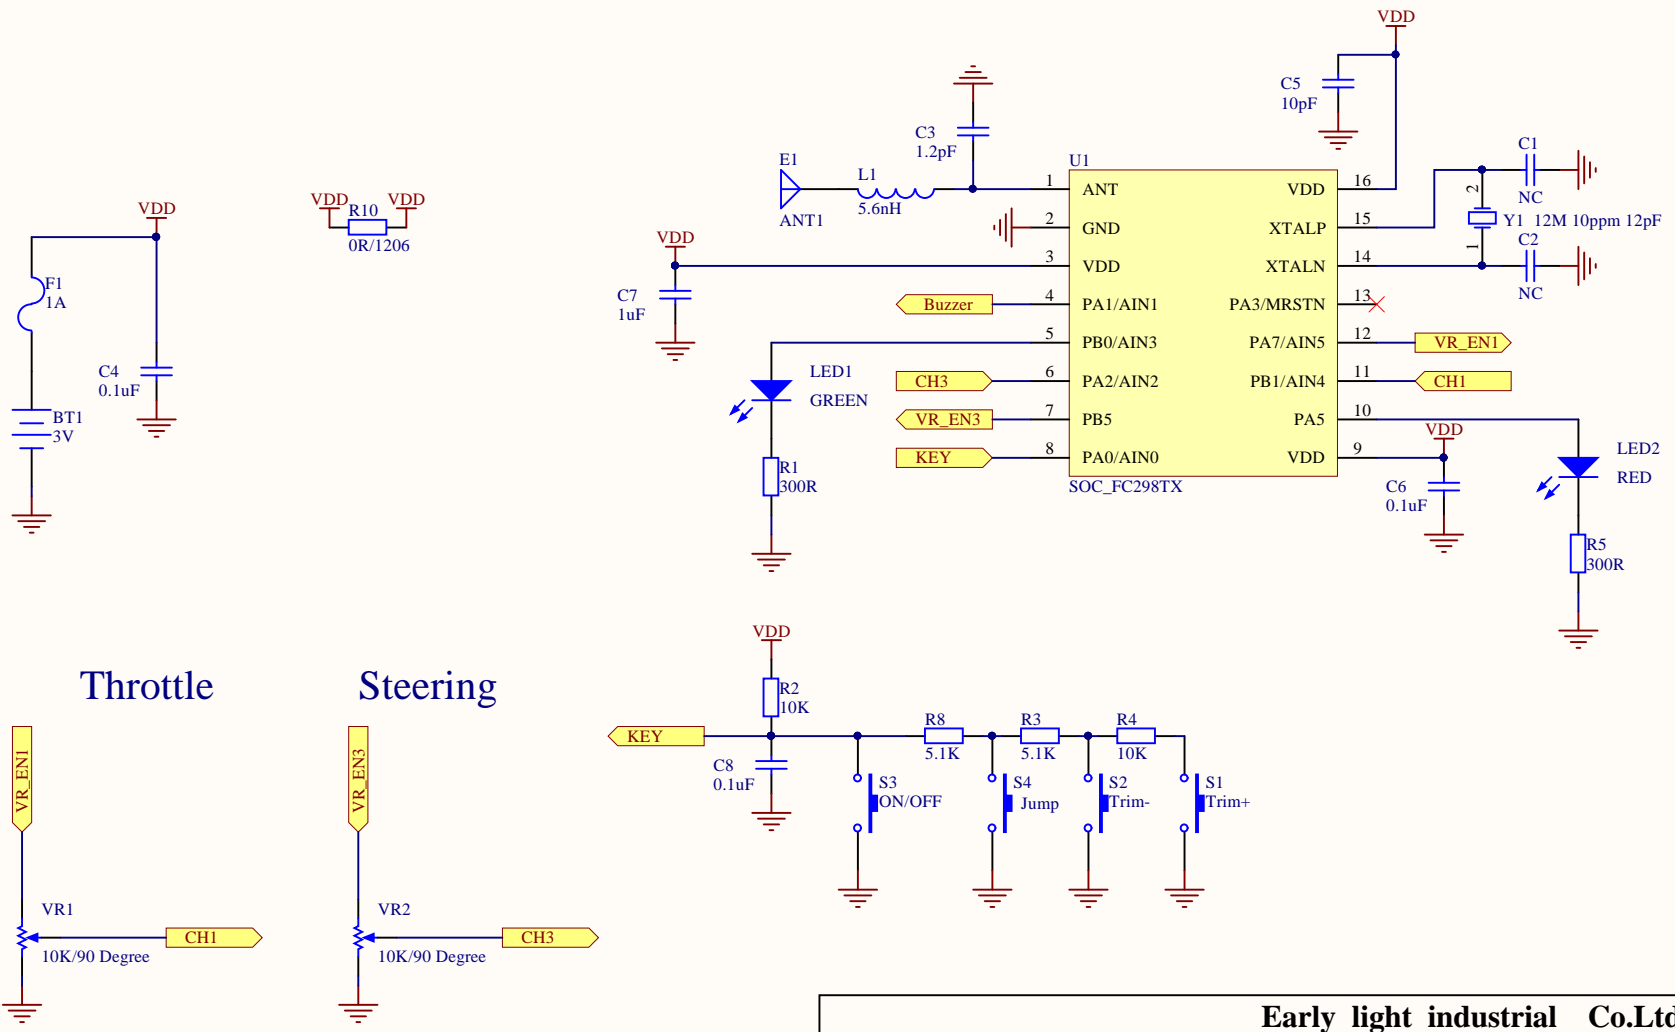 VDD
C5
10pF
C3
1.2pF
E1
L1
5.6nH
ANT1
U1
1 ANT VDD 16
2 GND XTALP 15
3 VDD XTALN 14
4 PA1/AIN1 PA3/MRSTN 13
5 PB0/AIN3 PA7/AIN5 12
6 PA2/AIN2 PB1/AIN4 11
7 PB5 PA5 10
8 PA0/AIN0 VDD 9
SOC_FC298TX
C1
NC
2
Y1 12M 10ppm 12pF
1
C2
NC
VDD
VDD R10 VDD
0R/1206
VDD
C7
1uF
F1
1A
C4
0.1uF
BT1
3V
Buzzer
CH3
VR_EN3
KEY
VR_EN1
CH1
LED1
GREEN
R1
300R
VDD
C6
0.1uF
LED2
RED
R5
300R
Throttle Steering
VR_EN1
VR1
10K/90 Degree
CH1
VR_EN3
VR2
10K/90 Degree
CH3
VDD
R2
10K
KEY
C8
0.1uF
R8
5.1K
R3
5.1K
R4
10K
S3
ON/OFF
S4
Jump
S2
Trim-
S1
Trim+
Early light industrial Co.Ltd